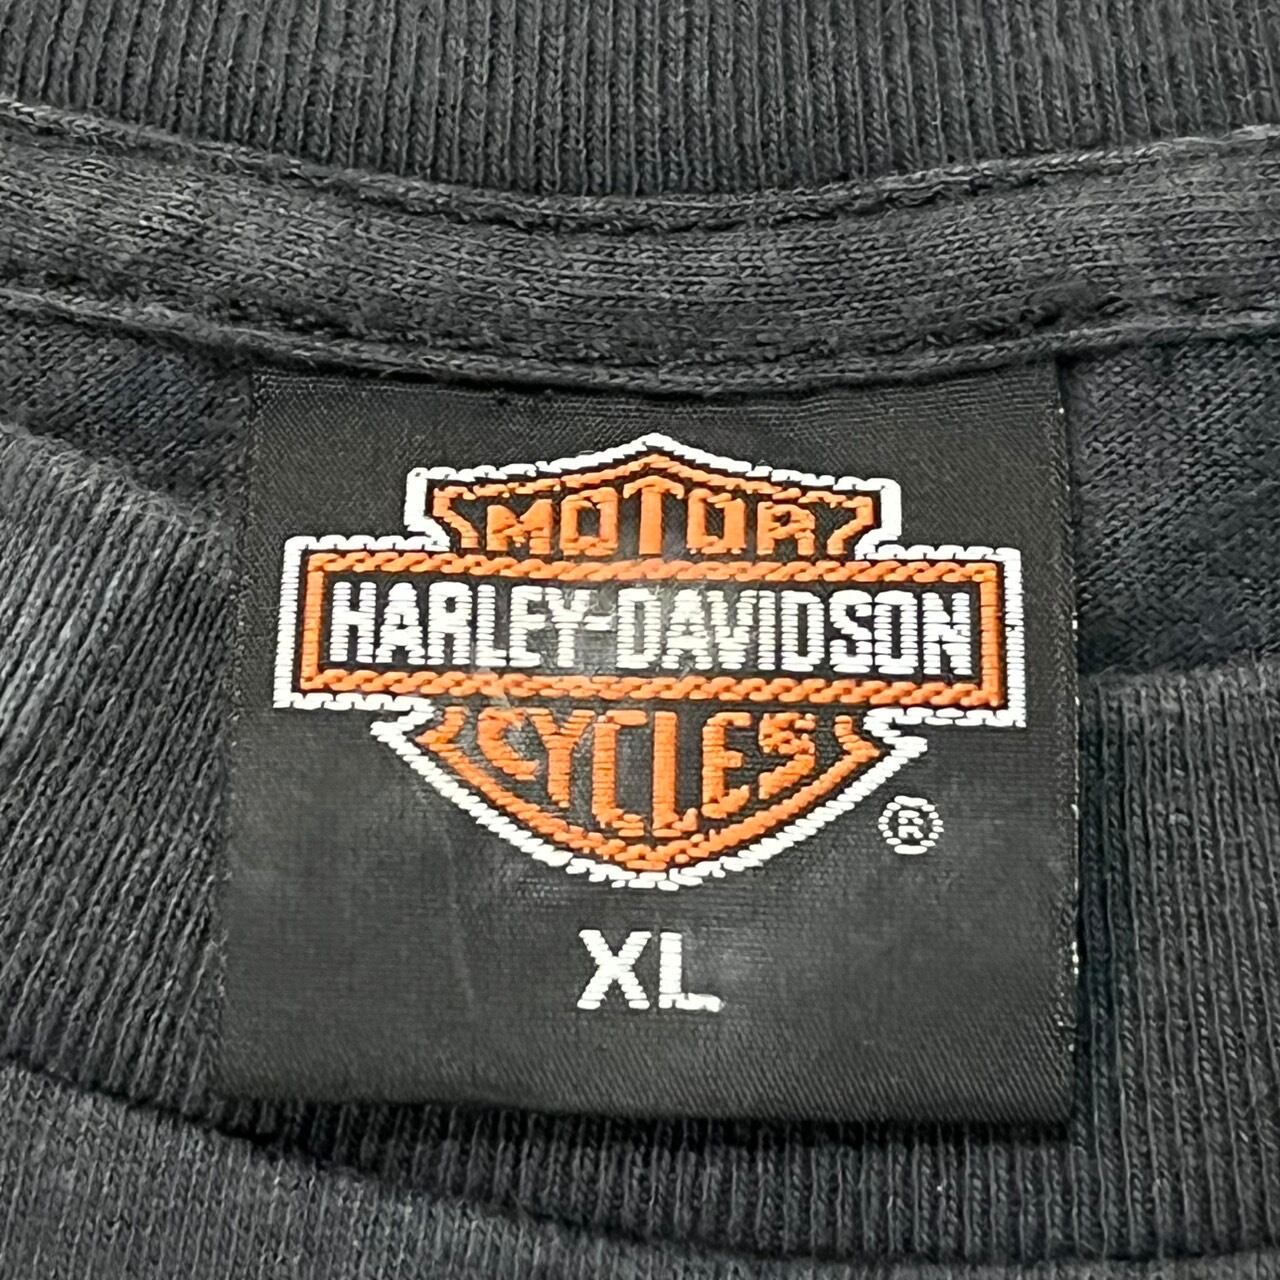 MOTOR
HARLEY-DAVIDSON
CYCLES
®
XL